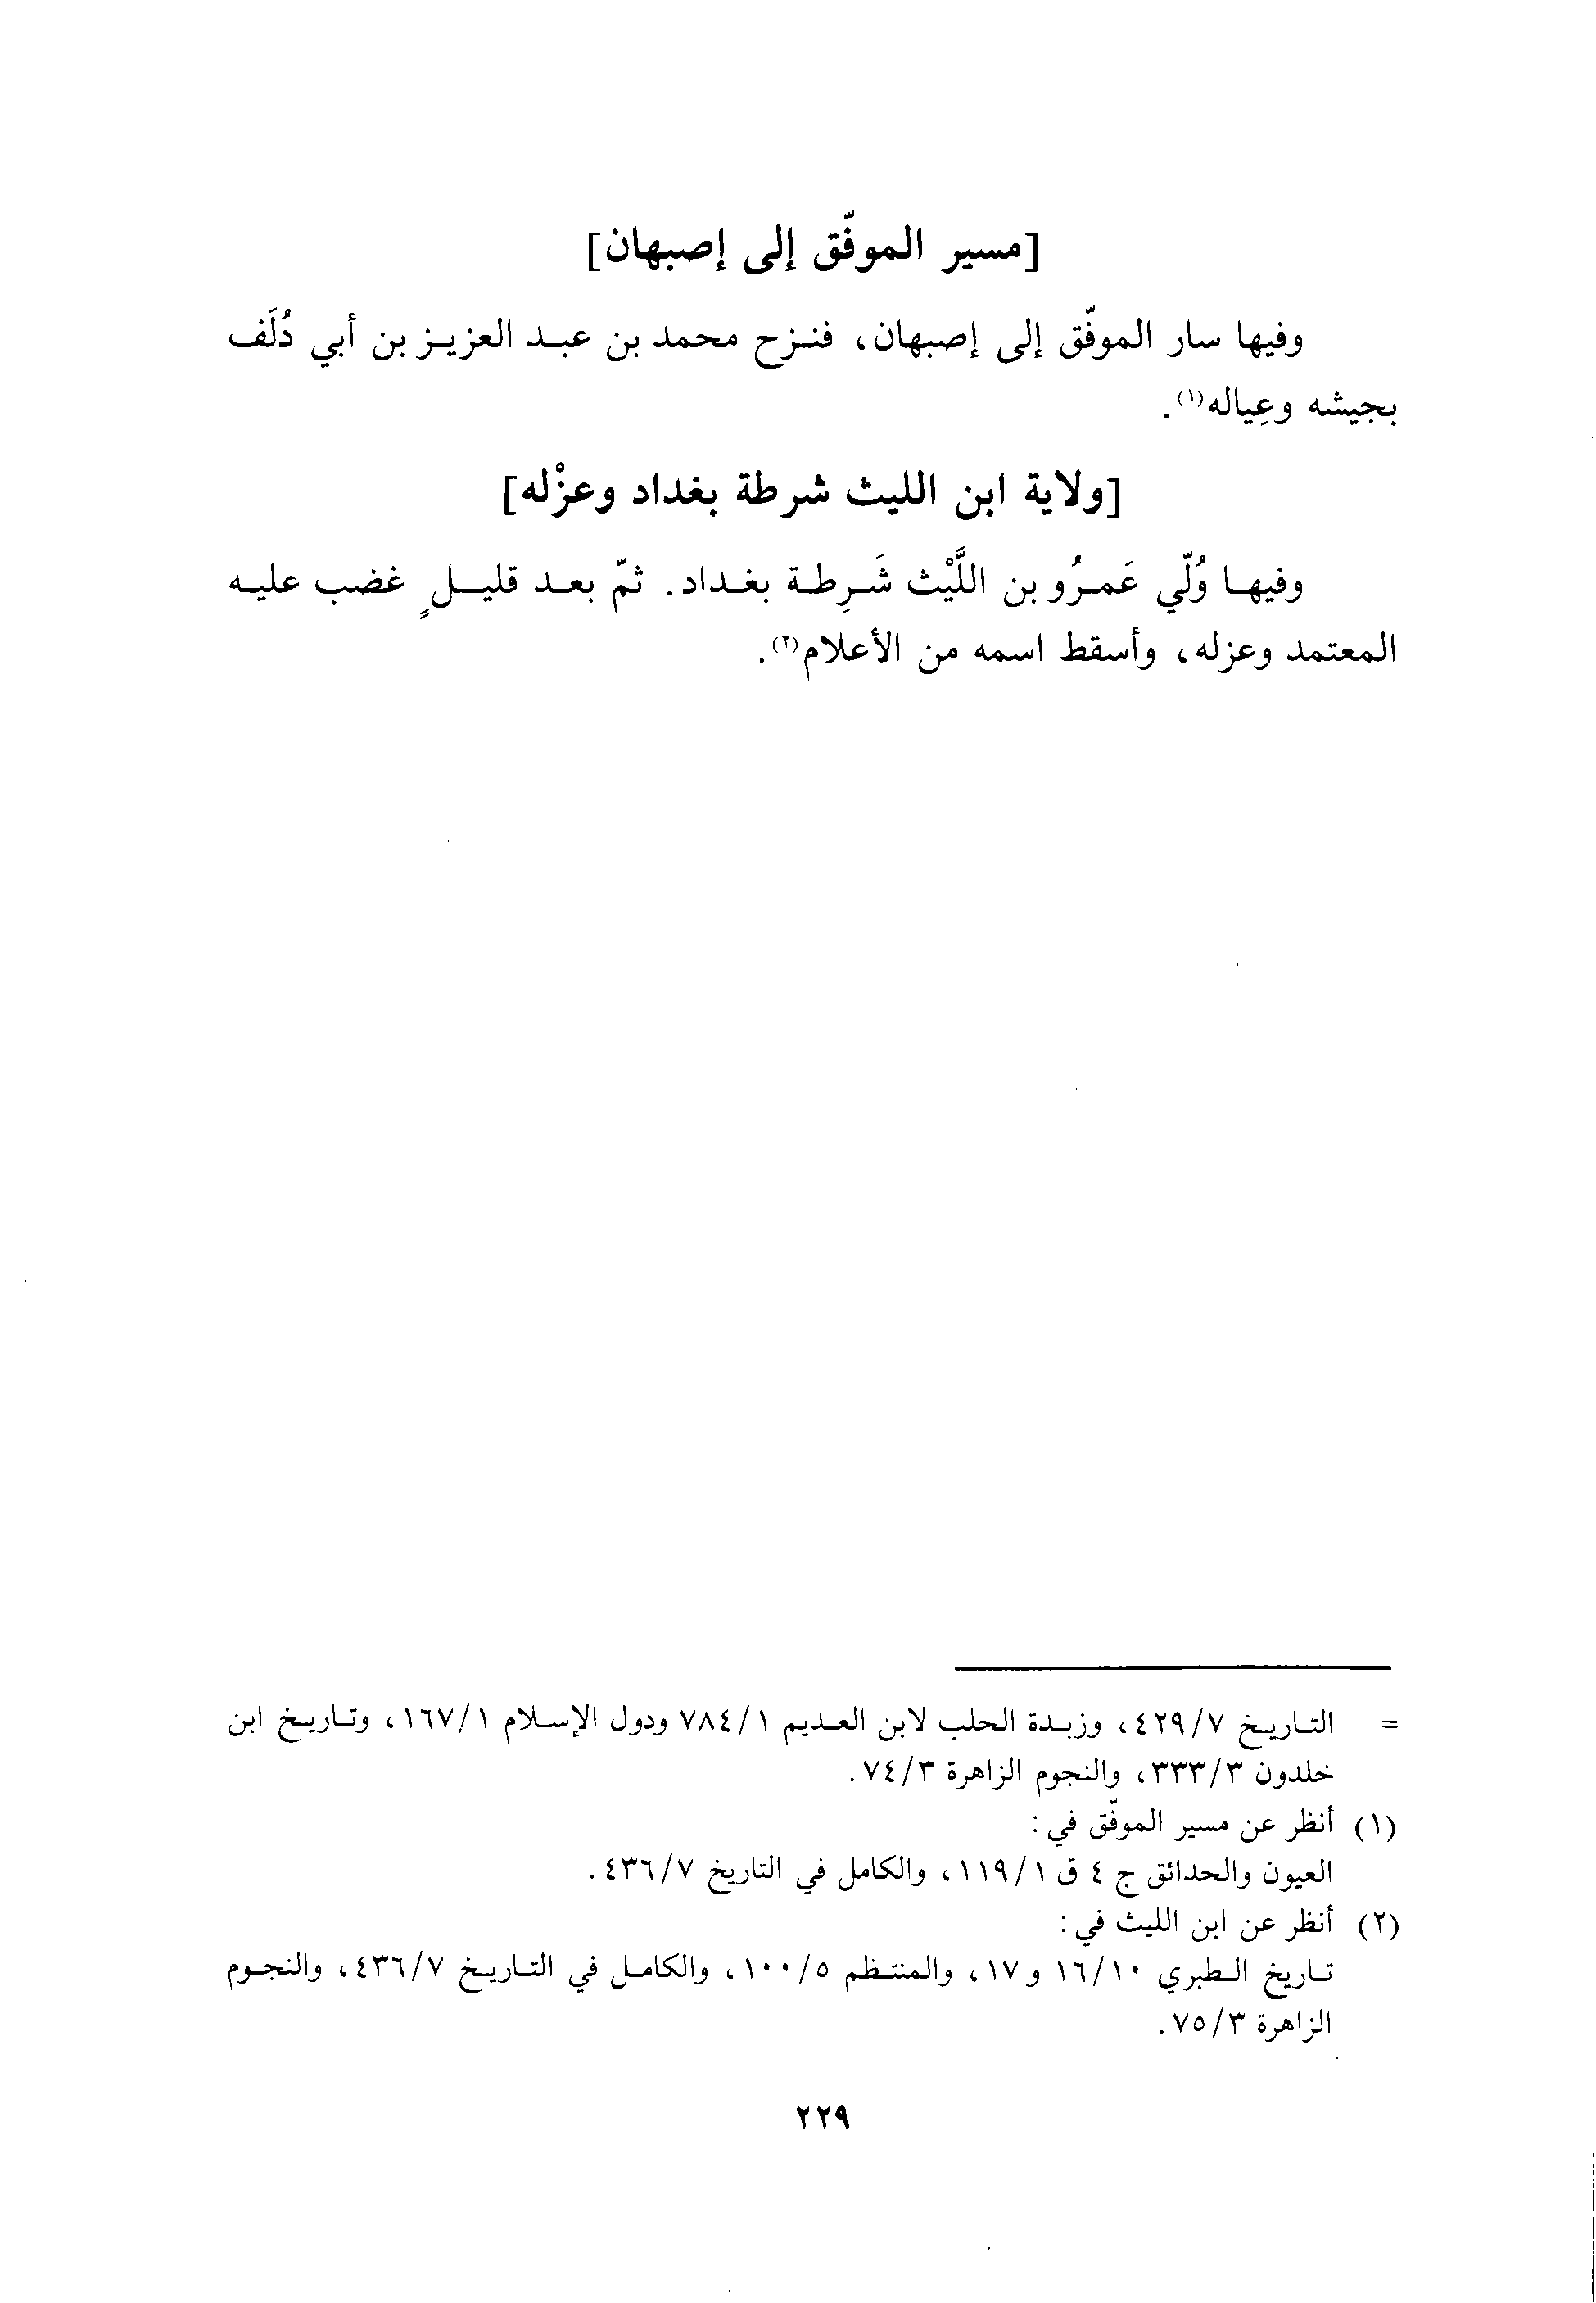 [مسير الموفّق إلى إصبهان]
وفيها سار الموفّق إلى إصبهان، فنزح محمد بن عبد العزيز بن أبي دُلَف
بجيشه وعِياله(١).
[ولاية ابن الليث شرطة بغداد وعزْله]
وفيها وُلّي عَمرُو بن اللَّيْث شَرِطة بغداد. ثمّ بعد قليلٍ غضب عليه
المعتمد وعزله، وأسقط اسمه من الأعلام(٢).
= التاريخ ٤٢٩/٧، وزبدة الحلب لابن العديم ٧٨٤/١ ودول الإسلام ١٦٧/١، وتاريخ ابن
خلدون ٣٣٣/٣، والنجوم الزاهرة ٧٤/٣.
(١) أنظر عن مسير الموفّق في:
العيون والحدائق ج ٤ ق ١١٩/١، والكامل في التاريخ ٤٣٦/٧.
(٢) أنظر عن ابن الليث في:
تاريخ الطبري ١٦/١٠ و١٧، والمنتظم ١٠٠/٥، والكامل في التاريخ ٤٣٦/٧، والنجوم
الزاهرة ٧٥/٣.
٢٢٩